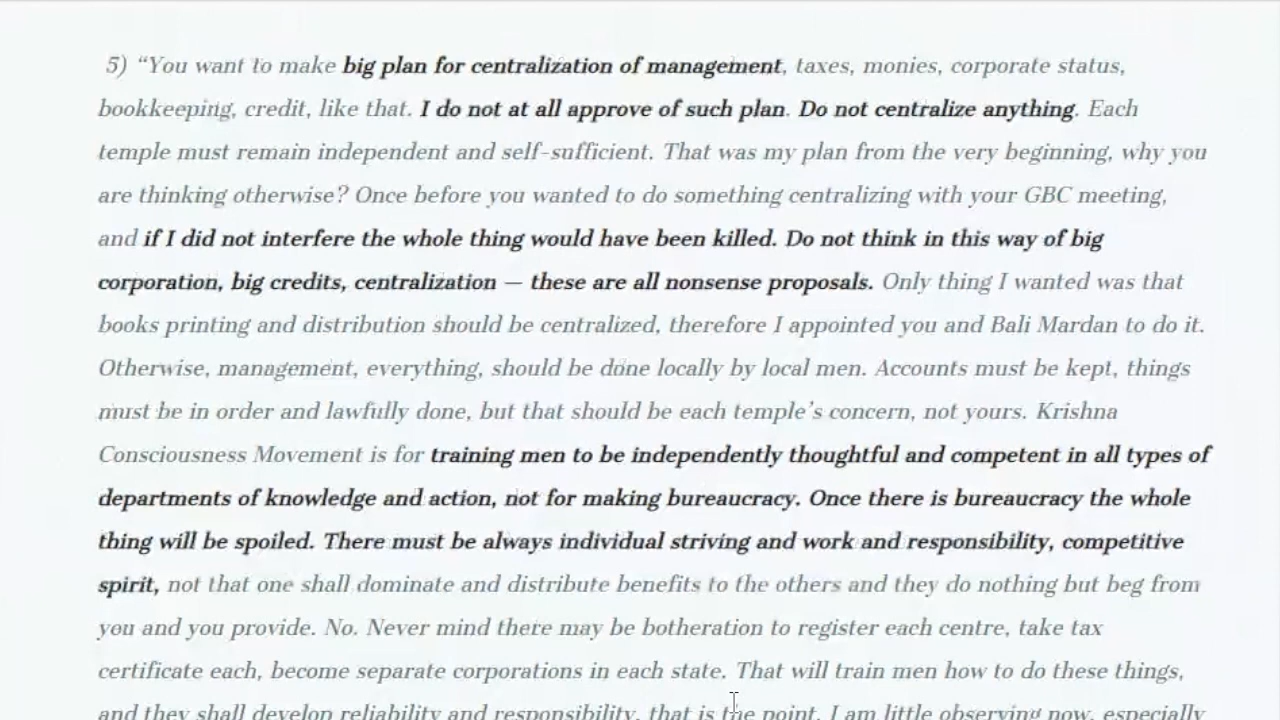 5) “You want to make big plan for centralization of management, taxes, monies, corporate status,
bookkeeping, credit, like that. I do not at all approve of such plan. Do not centralize anything. Each
temple must remain independent and self-sufficient. That was my plan from the very beginning, why you
are thinking otherwise? Once before you wanted to do something centralizing with your GBC meeting,
and if I did not interfere the whole thing would have been killed. Do not think in this way of big
corporation, big credits, centralization — these are all nonsense proposals. Only thing I wanted was that
books printing and distribution should be centralized, therefore I appointed you and Bali Mardan to do it.
Otherwise, management, everything, should be done locally by local men. Accounts must be kept, things
must be in order and lawfully done, but that should be each temple’s concern, not yours. Krishna
Consciousness Movement is for training men to be independently thoughtful and competent in all types of
departments of knowledge and action, not for making bureaucracy. Once there is bureaucracy the whole
thing will be spoiled. There must be always individual striving and work and responsibility, competitive
spirit, not that one shall dominate and distribute benefits to the others and they do nothing but beg from
you and you provide. No. Never mind there may be botheration to register each centre, take tax
certificate each, become separate corporations in each state. That will train men how to do these things,
and they shall develop reliability and responsibility, that is the point. I am little observing now, especially